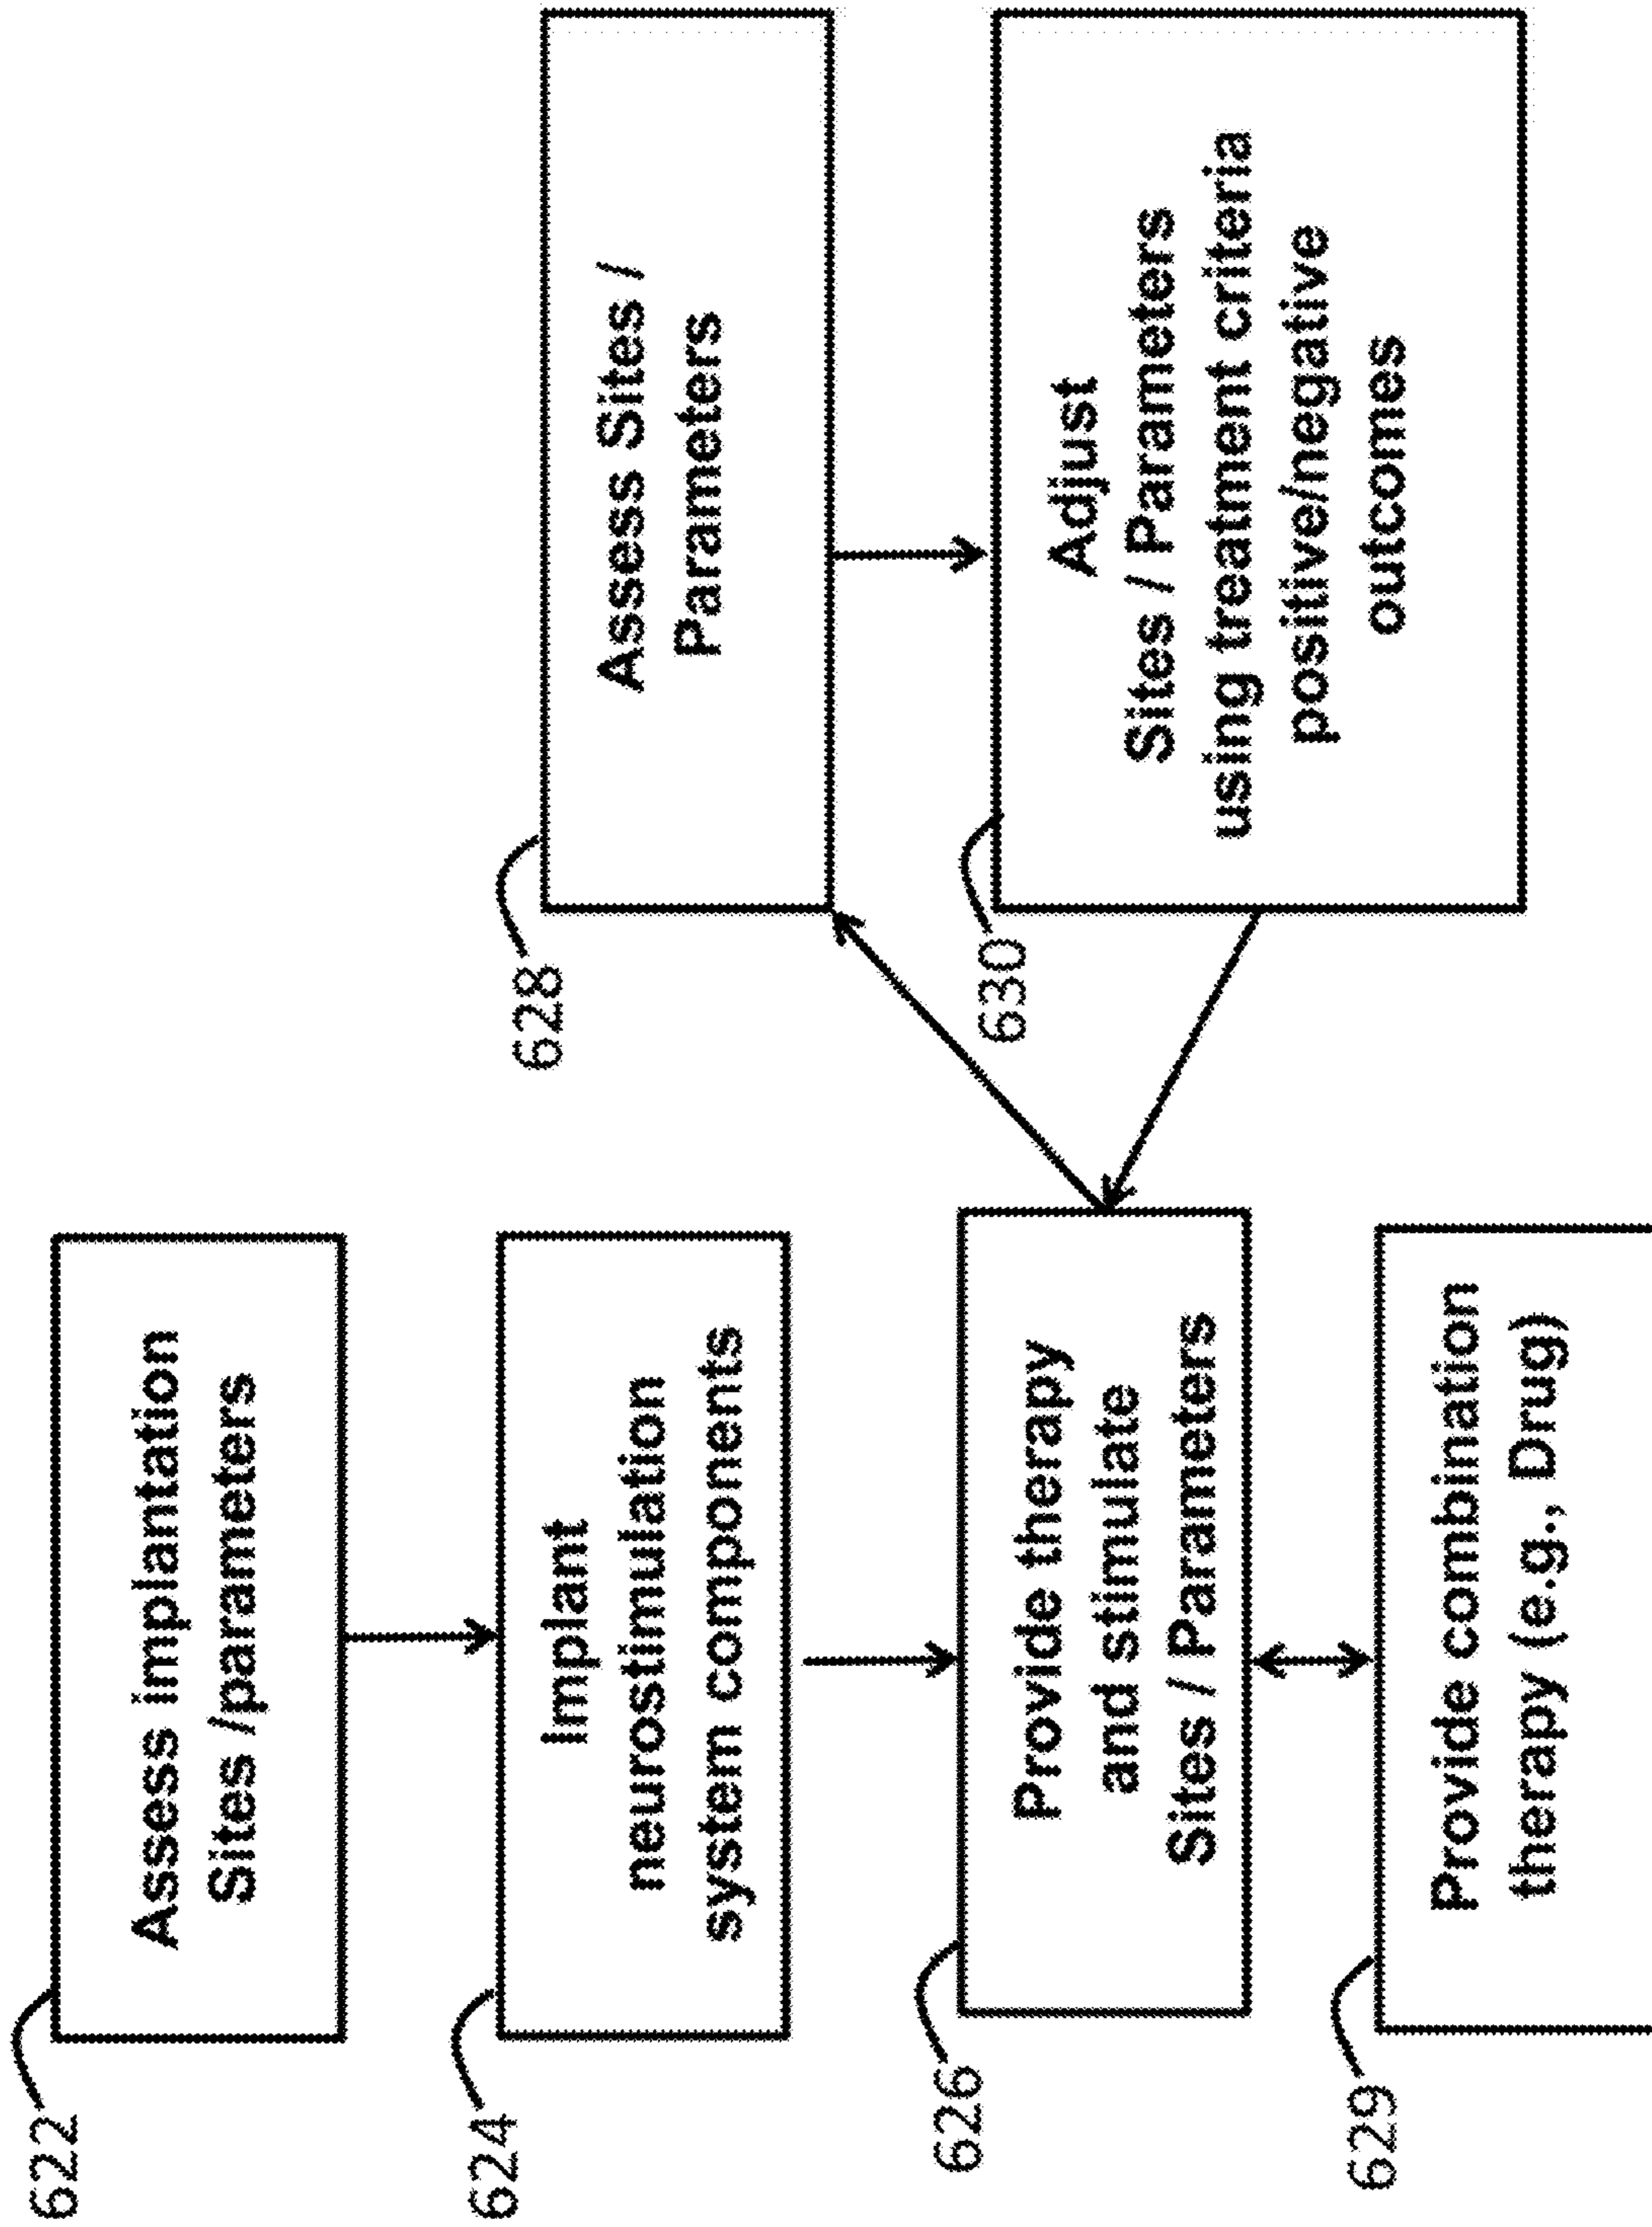 622
Assess implantation
Sites /parameters
624
Implant
neurostimulation
system components
626
Provide therapy
and stimulate
Sites / Parameters
629
Provide combination
therapy (e.g., Drug)
628
Assess Sites /
Parameters
630
Adjust
Sites / Parameters
using treatment criteria
positive/negative
outcomes